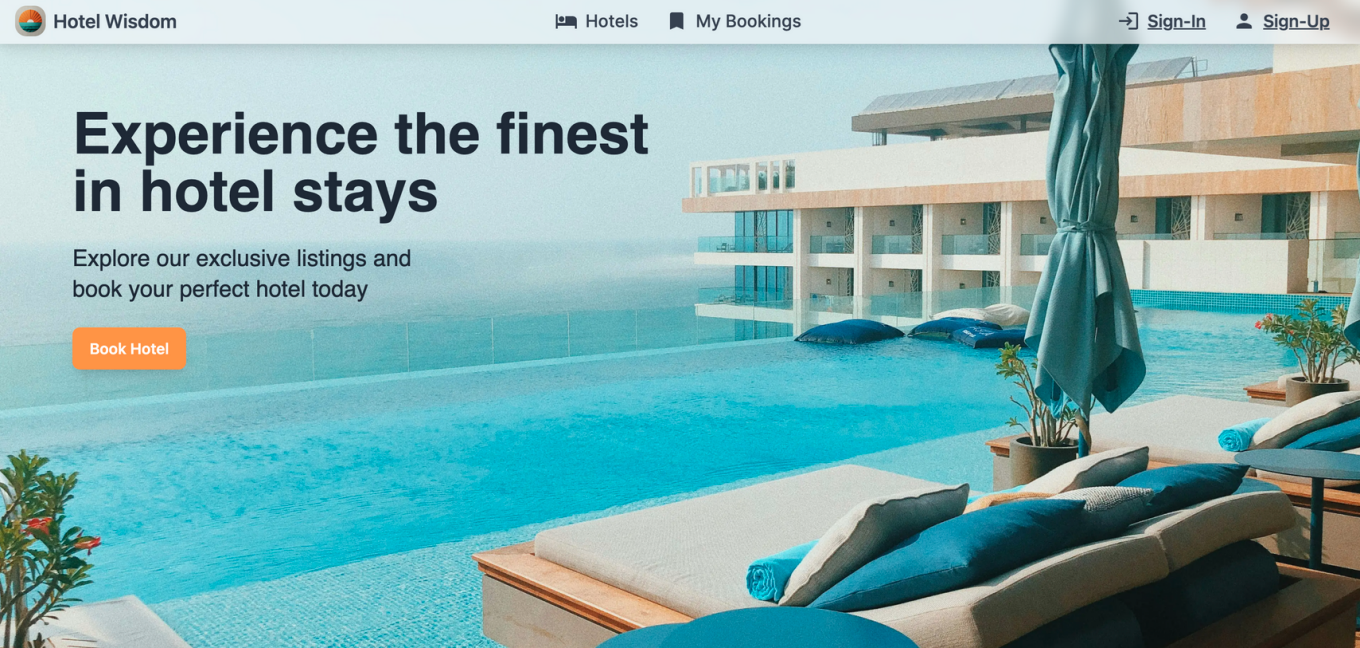 Hotel Wisdom
Hotels
My Bookings
Sign-In
Sign-Up
Experience the finest
in hotel stays
Explore our exclusive listings and
book your perfect hotel today
Book Hotel